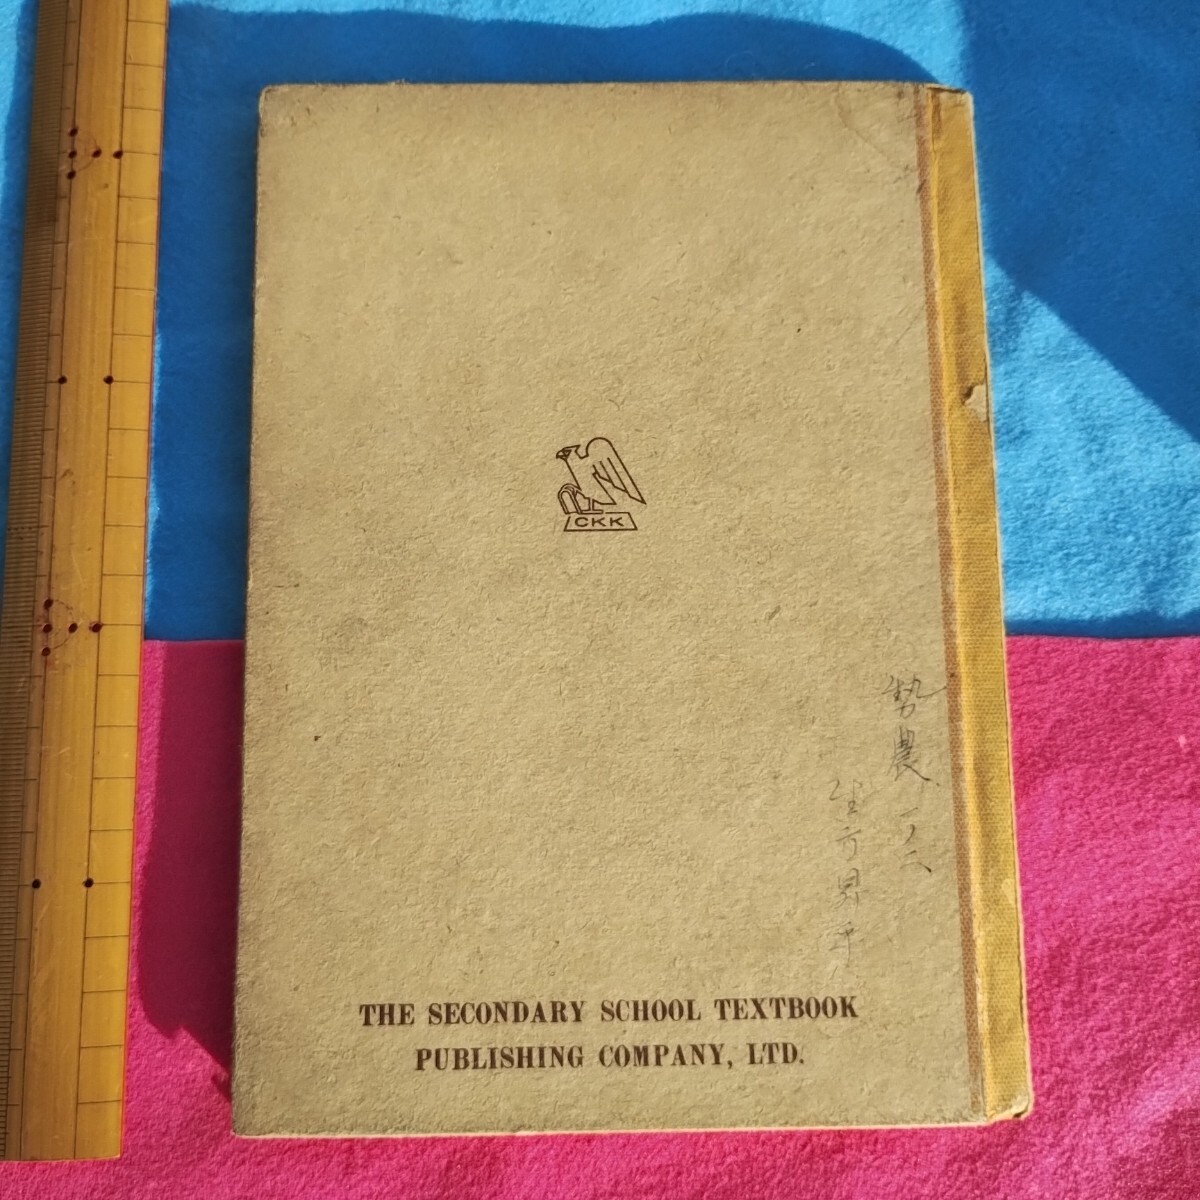 CKK
勢農一ノ二
THE SECONDARY SCHOOL TEXTBOOK
PUBLISHING COMPANY, LTD.